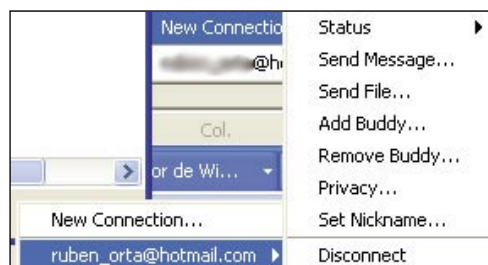 New Connectio
@h
Col.
or de Wi...
New Connection...
ruben_orta@hotmail.com
Status
Send Message...
Send File...
Add Buddy...
Remove Buddy...
Privacy...
Set Nickname...
Disconnect